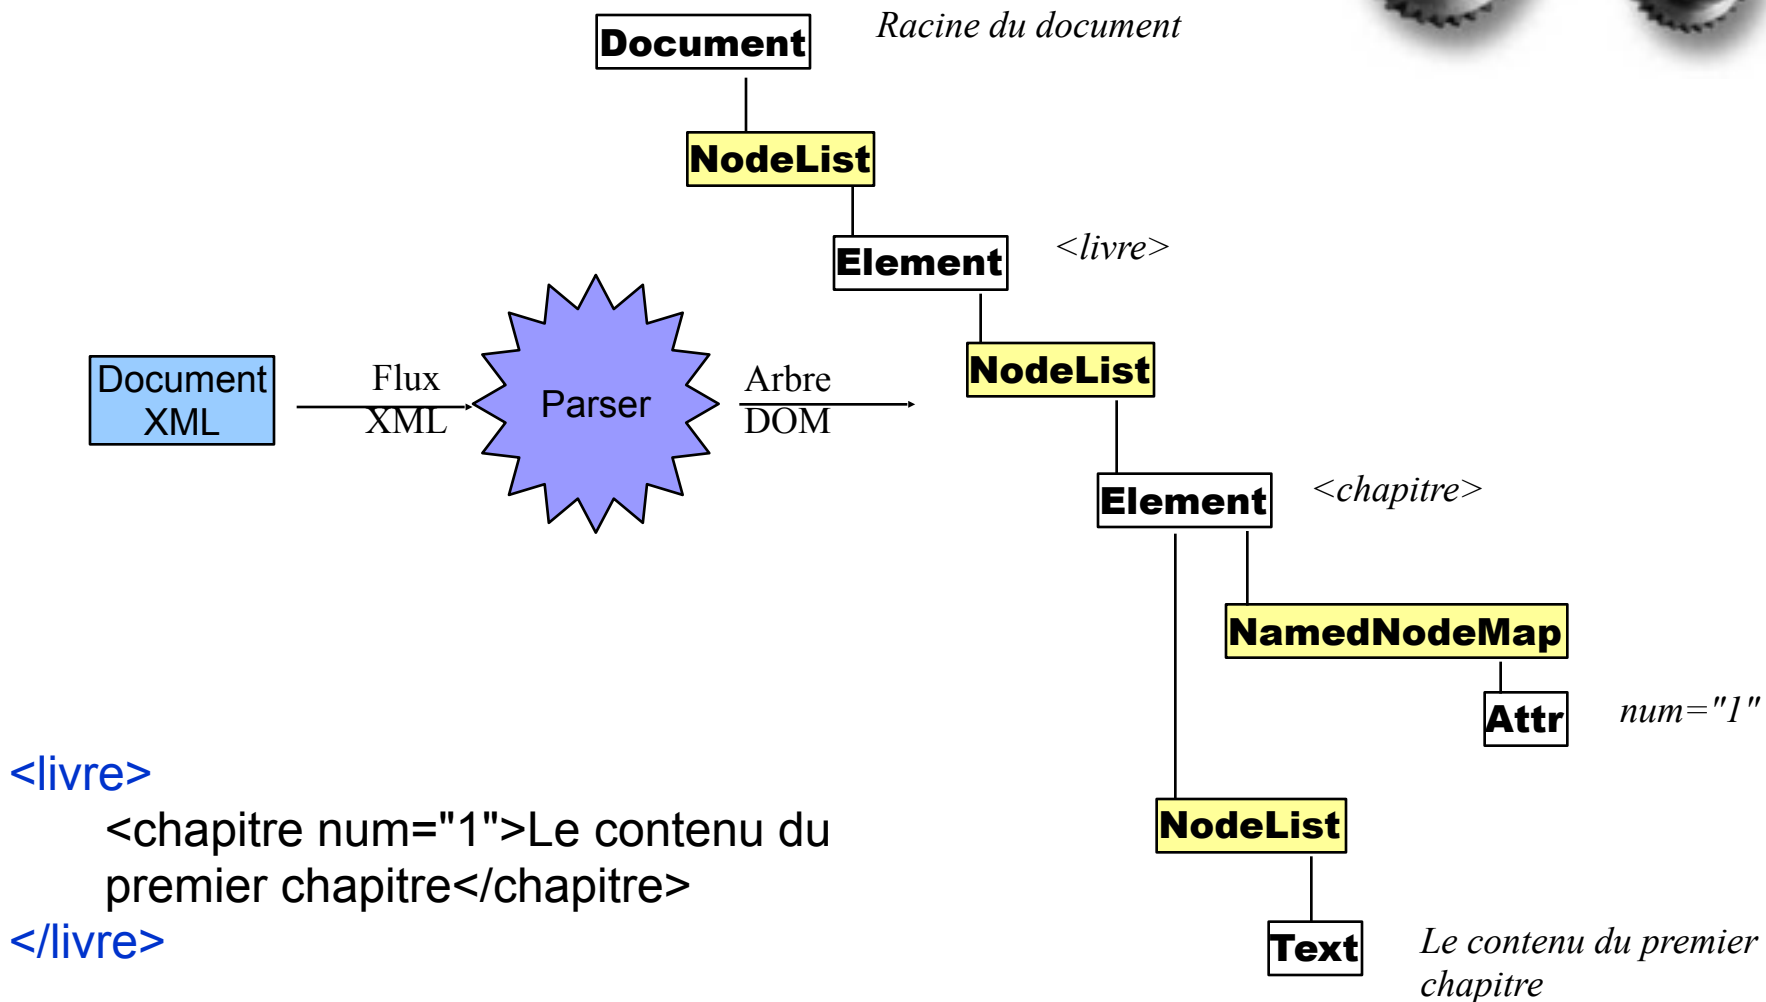 Document
Racine du document
NodeList
Element
<livre>
Document
XML
Flux
XML
Parser
Arbre
DOM
NodeList
Element
<chapitre>
NamedNodeMap
Attr
num="1"
<livre>
<chapitre num="1">Le contenu du
premier chapitre</chapitre>
</livre>
NodeList
Text
Le contenu du premier
chapitre